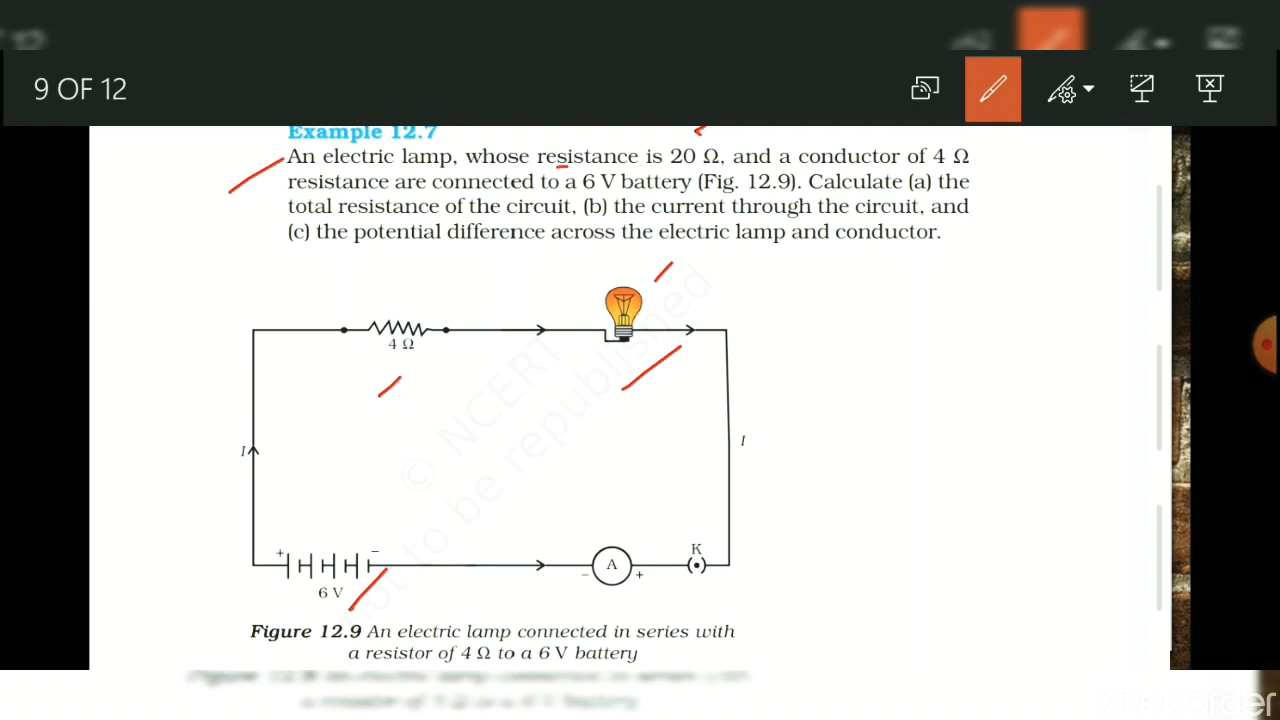 9 OF 12
Example 12.7
An electric lamp, whose resistance is 20 Ω, and a conductor of 4 Ω
resistance are connected to a 6 V battery (Fig. 12.9). Calculate (a) the
total resistance of the circuit, (b) the current through the circuit, and
(c) the potential difference across the electric lamp and conductor.
4 Ω
© NCERT
not to be republished
I
I
+
−
K
A
−
+
6 V
Figure 12.9 An electric lamp connected in series with
a resistor of 4 Ω to a 6 V battery